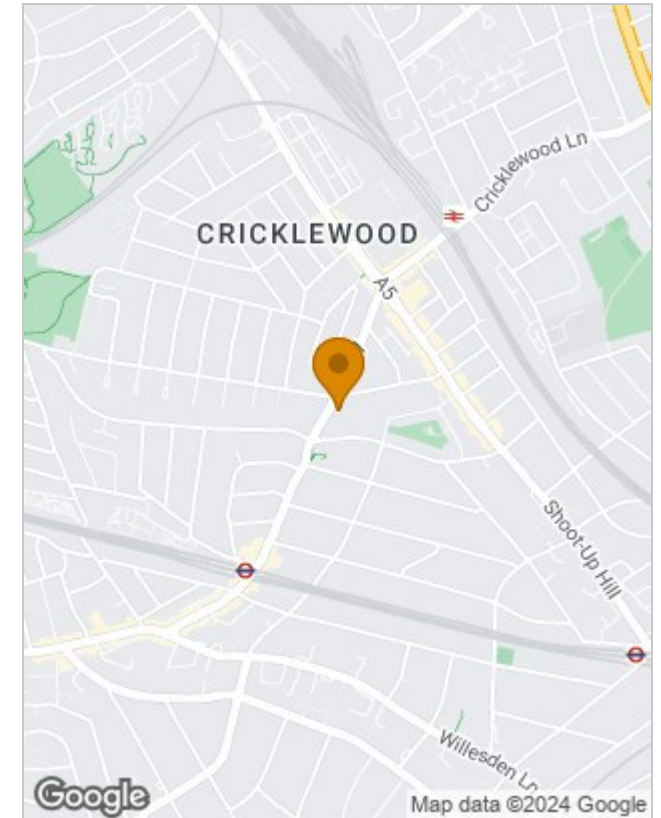 Cricklewood Ln
CRICKLEWOOD
A5
Shoot-Up Hill
Willesden Ln
Google
Map data ©2024 Google